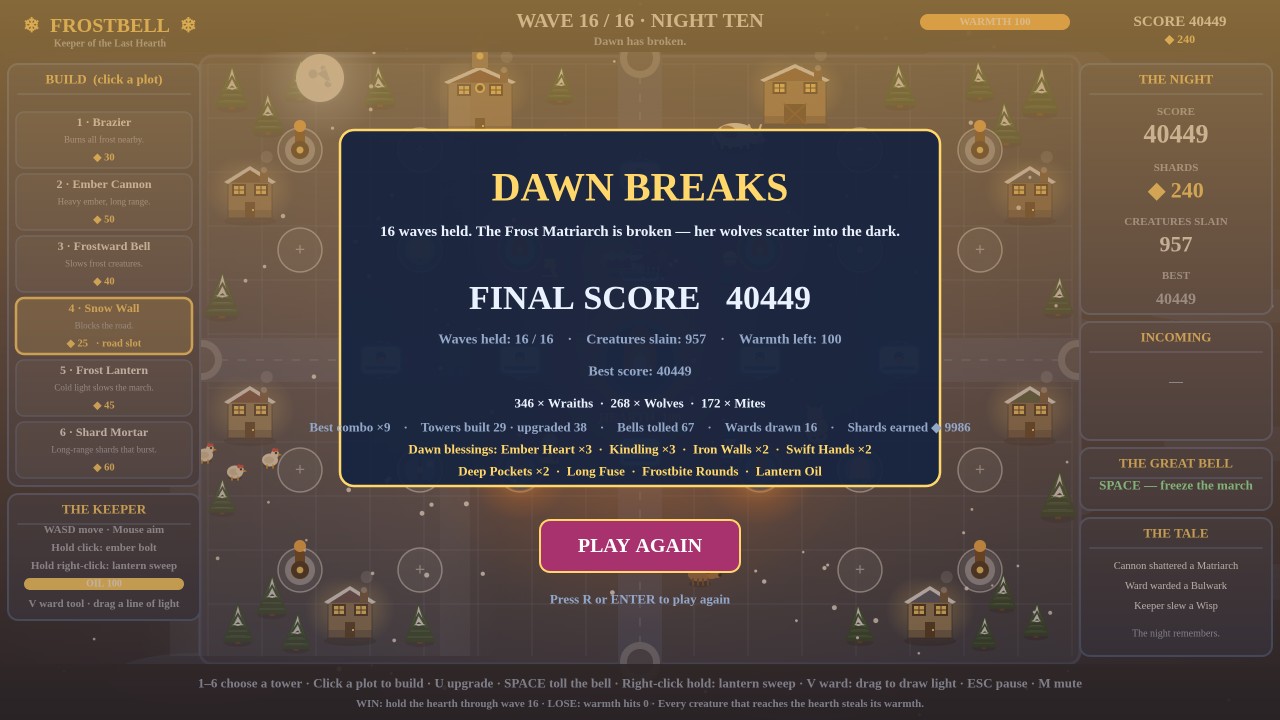 ❄ FROSTBELL ❄
Keeper of the Last Hearth
WAVE 16 / 16 · NIGHT TEN
Dawn has broken.
WARMTH 100
SCORE 40449
◆ 240
BUILD (click a plot)
1 · Brazier
Burns all frost nearby.
◆ 30
2 · Ember Cannon
Heavy ember, long range.
◆ 50
3 · Frostward Bell
Slows frost creatures.
◆ 40
4 · Snow Wall
Blocks the road.
◆ 25 · road slot
5 · Frost Lantern
Cold light slows the march.
◆ 45
6 · Shard Mortar
Long-range shards that burst.
◆ 60
THE KEEPER
WASD move · Mouse aim
Hold click: ember bolt
Hold right-click: lantern sweep
OIL 100
V ward tool · drag a line of light
DAWN BREAKS
16 waves held. The Frost Matriarch is broken — her wolves scatter into the dark.
FINAL SCORE 40449
Waves held: 16 / 16 · Creatures slain: 957 · Warmth left: 100
Best score: 40449
346 × Wraiths · 268 × Wolves · 172 × Mites
Best combo ×9 · Towers built 29 · upgraded 38 · Bells tolled 67 · Wards drawn 16 · Shards earned ◆ 9986
Dawn blessings: Ember Heart ×3 · Kindling ×3 · Iron Walls ×2 · Swift Hands ×2
Deep Pockets ×2 · Long Fuse · Frostbite Rounds · Lantern Oil
PLAY AGAIN
Press R or ENTER to play again
THE NIGHT
SCORE
40449
SHARDS
◆ 240
CREATURES SLAIN
957
BEST
40449
INCOMING
—
THE GREAT BELL
SPACE — freeze the march
THE TALE
Cannon shattered a Matriarch
Ward warded a Bulwark
Keeper slew a Wisp
The night remembers.
1–6 choose a tower · Click a plot to build · U upgrade · SPACE toll the bell · Right-click hold: lantern sweep · V ward: drag to draw light · ESC pause · M mute
WIN: hold the hearth through wave 16 · LOSE: warmth hits 0 · Every creature that reaches the hearth steals its warmth.